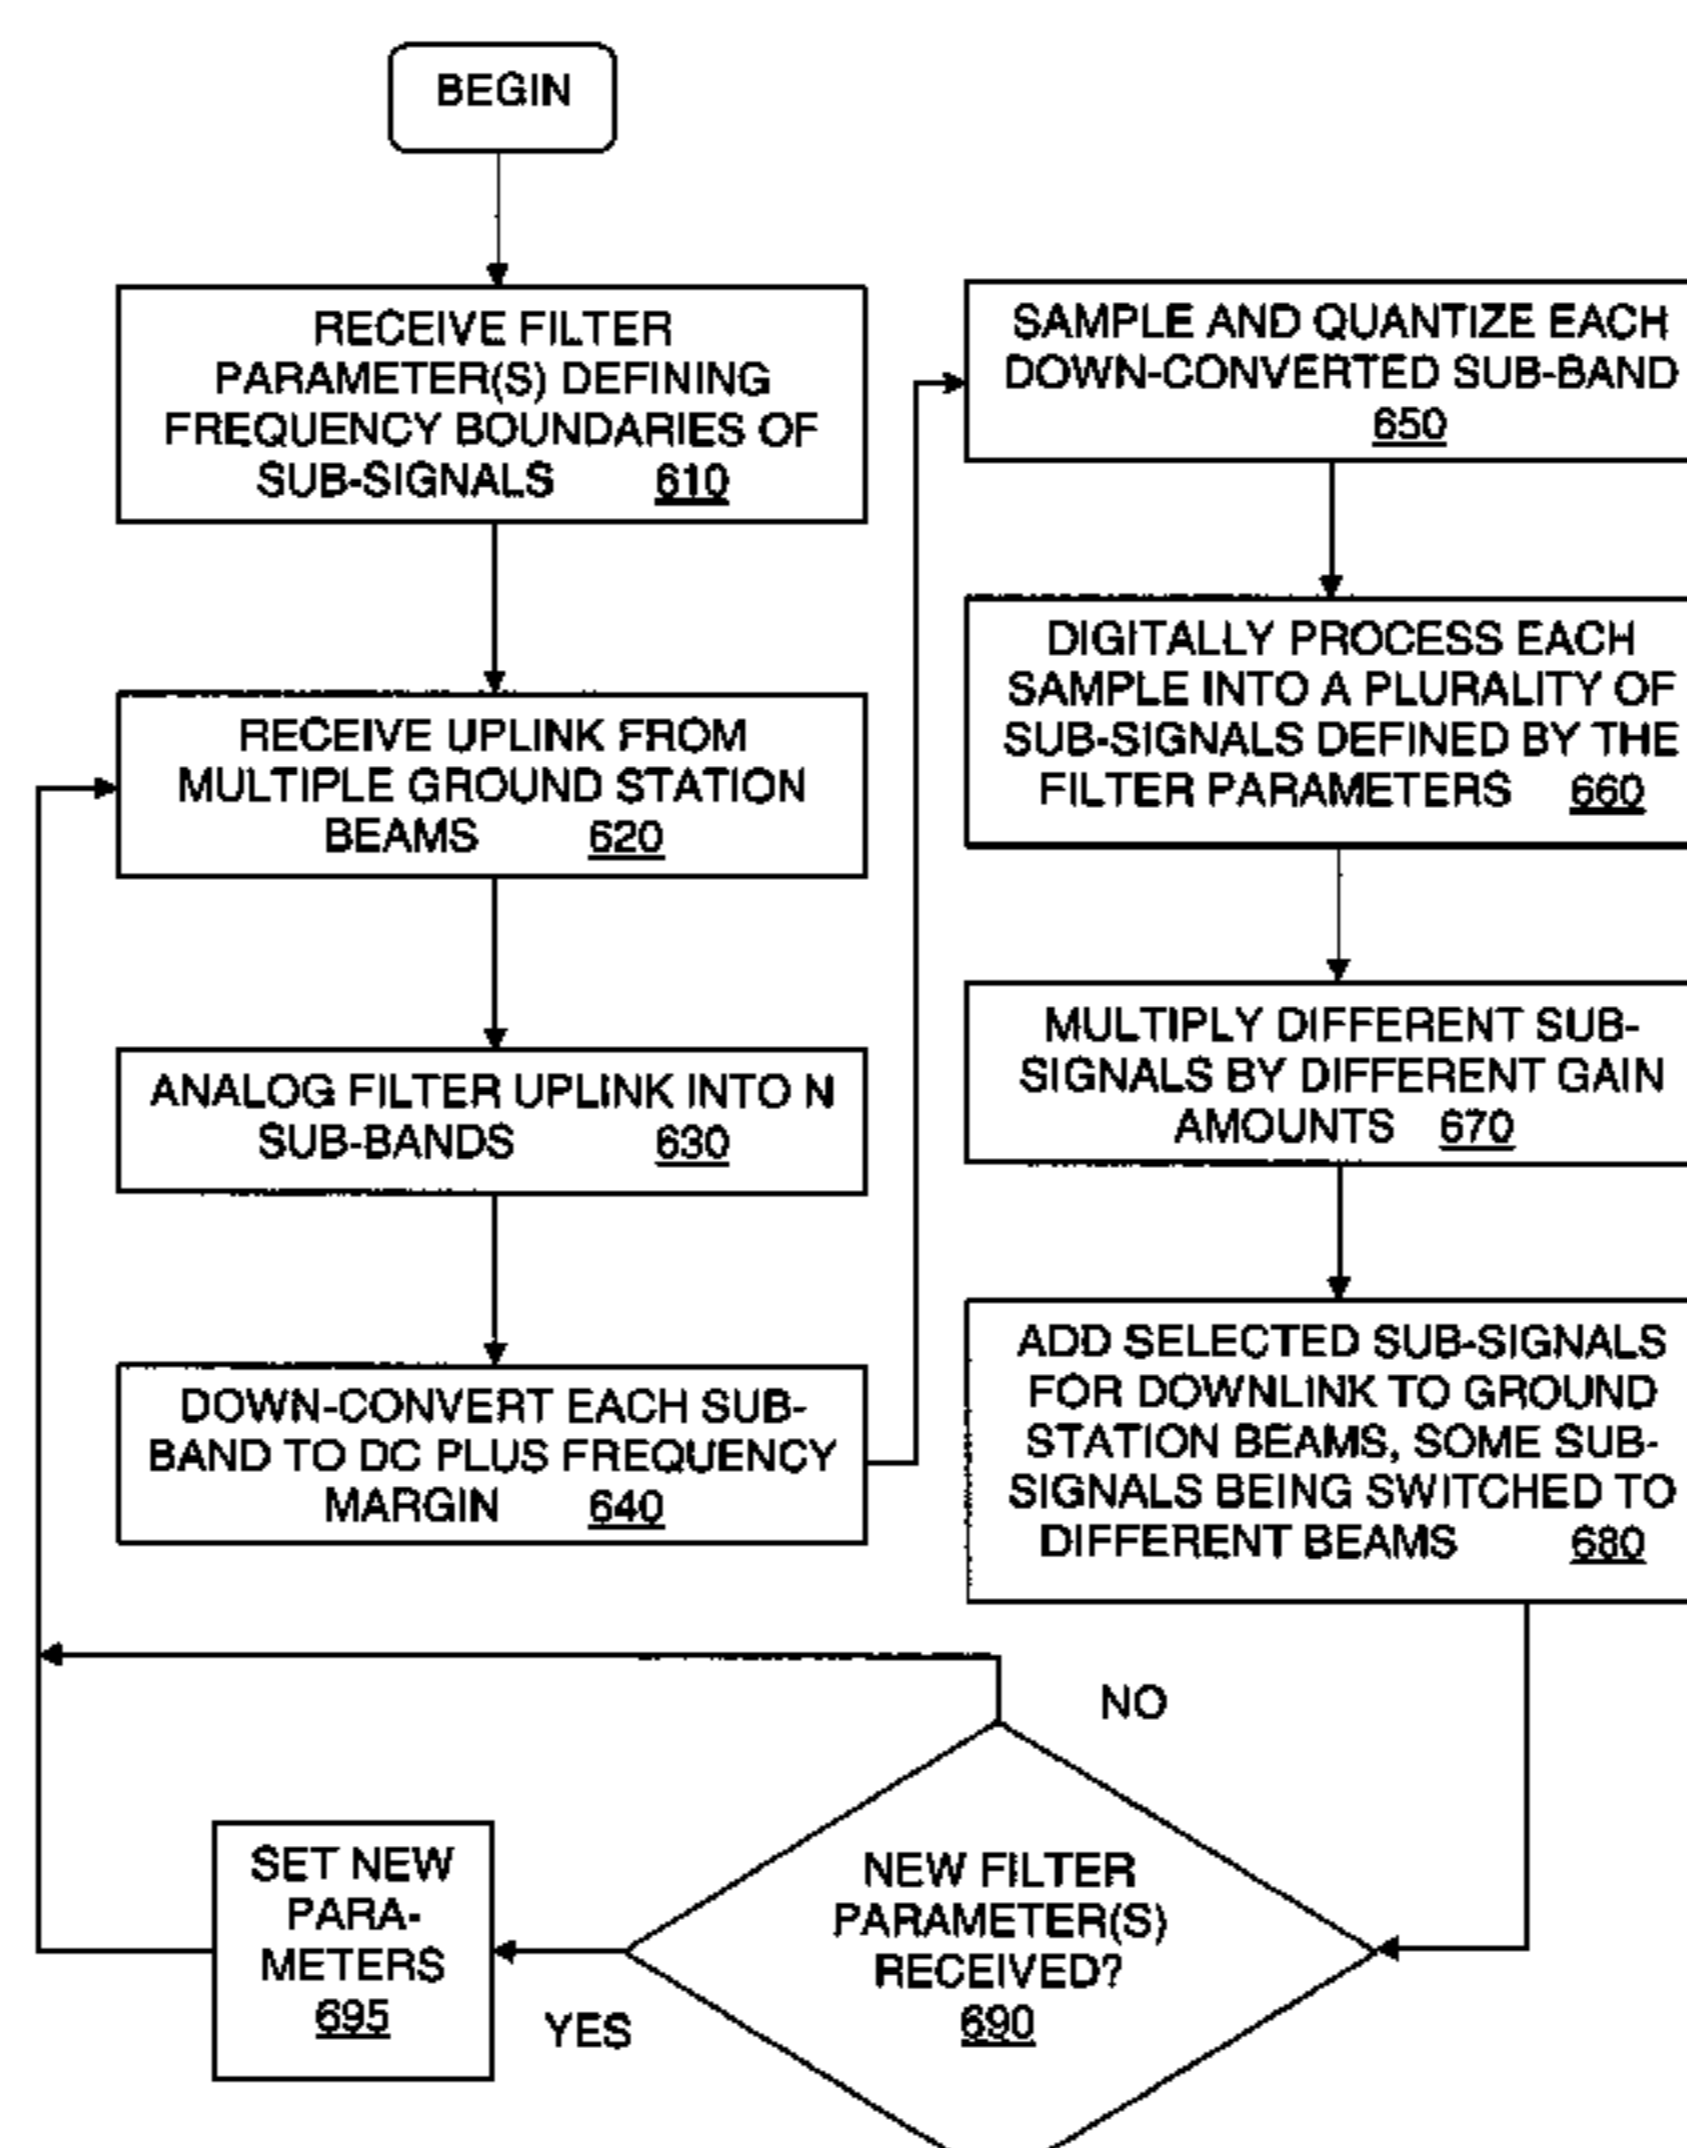 BEGIN
RECEIVE FILTER
PARAMETER(S) DEFINING
FREQUENCY BOUNDARIES OF
SUB-SIGNALS 610
RECEIVE UPLINK FROM
MULTIPLE GROUND STATION
BEAMS 620
ANALOG FILTER UPLINK INTO N
SUB-BANDS 630
DOWN-CONVERT EACH SUB-
BAND TO DC PLUS FREQUENCY
MARGIN 640
SAMPLE AND QUANTIZE EACH
DOWN-CONVERTED SUB-BAND
650
DIGITALLY PROCESS EACH
SAMPLE INTO A PLURALITY OF
SUB-SIGNALS DEFINED BY THE
FILTER PARAMETERS 660
MULTIPLY DIFFERENT SUB-
SIGNALS BY DIFFERENT GAIN
AMOUNTS 670
ADD SELECTED SUB-SIGNALS
FOR DOWNLINK TO GROUND
STATION BEAMS, SOME SUB-
SIGNALS BEING SWITCHED TO
DIFFERENT BEAMS 680
NO
NEW FILTER
PARAMETER(S)
RECEIVED?
690
YES
SET NEW
PARA-
METERS
695